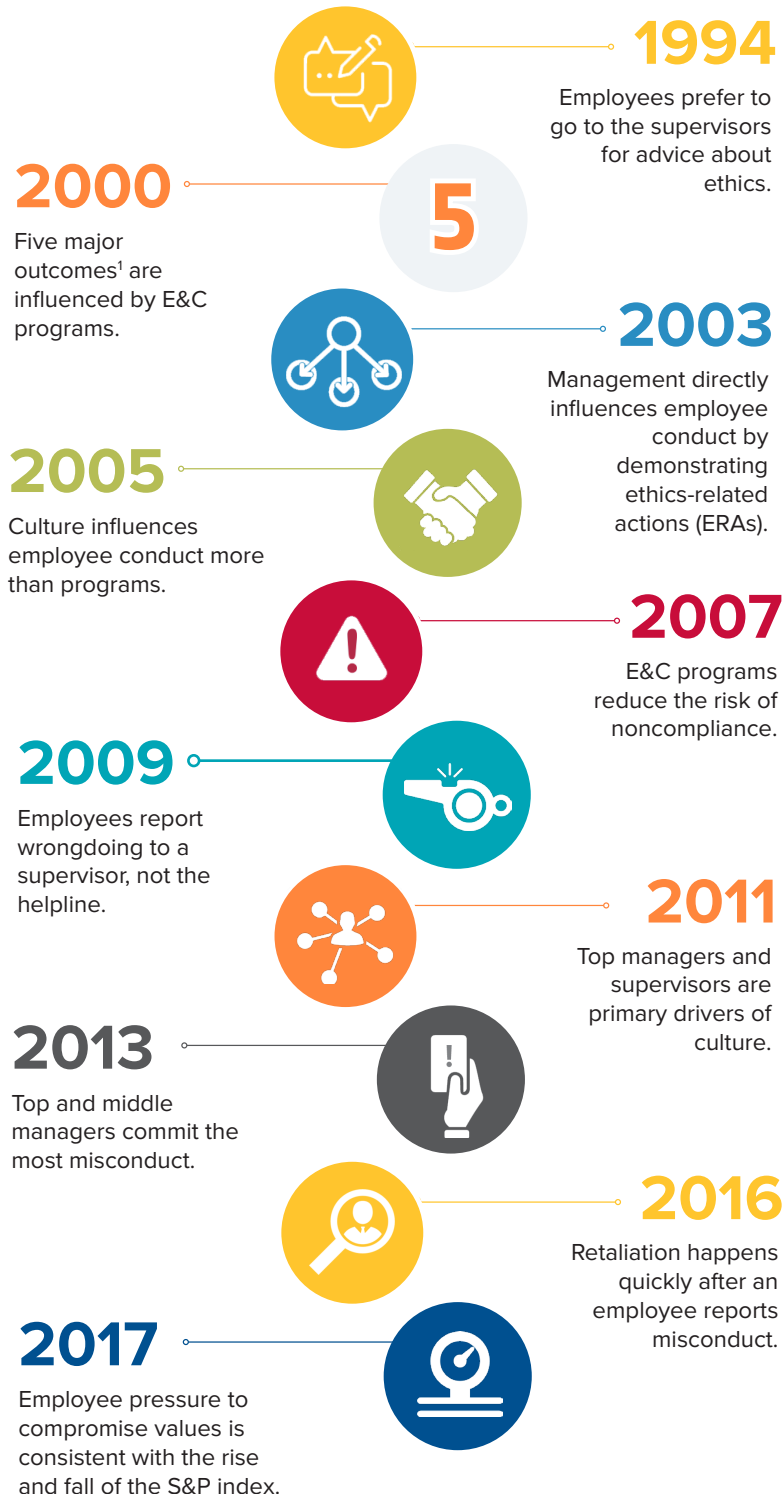 1994
Employees prefer to
go to the supervisors
for advice about
ethics.
2000
5
Five major
outcomes¹ are
influenced by E&C
programs.
2003
Management directly
influences employee
conduct by
demonstrating
ethics-related
actions (ERAs).
2005
Culture influences
employee conduct more
than programs.
2007
E&C programs
reduce the risk of
noncompliance.
2009
Employees report
wrongdoing to a
supervisor, not the
helpline.
2011
Top managers and
supervisors are
primary drivers of
culture.
2013
Top and middle
managers commit the
most misconduct.
2016
Retaliation happens
quickly after an
employee reports
misconduct.
2017
Employee pressure to
compromise values is
consistent with the rise
and fall of the S&P index.